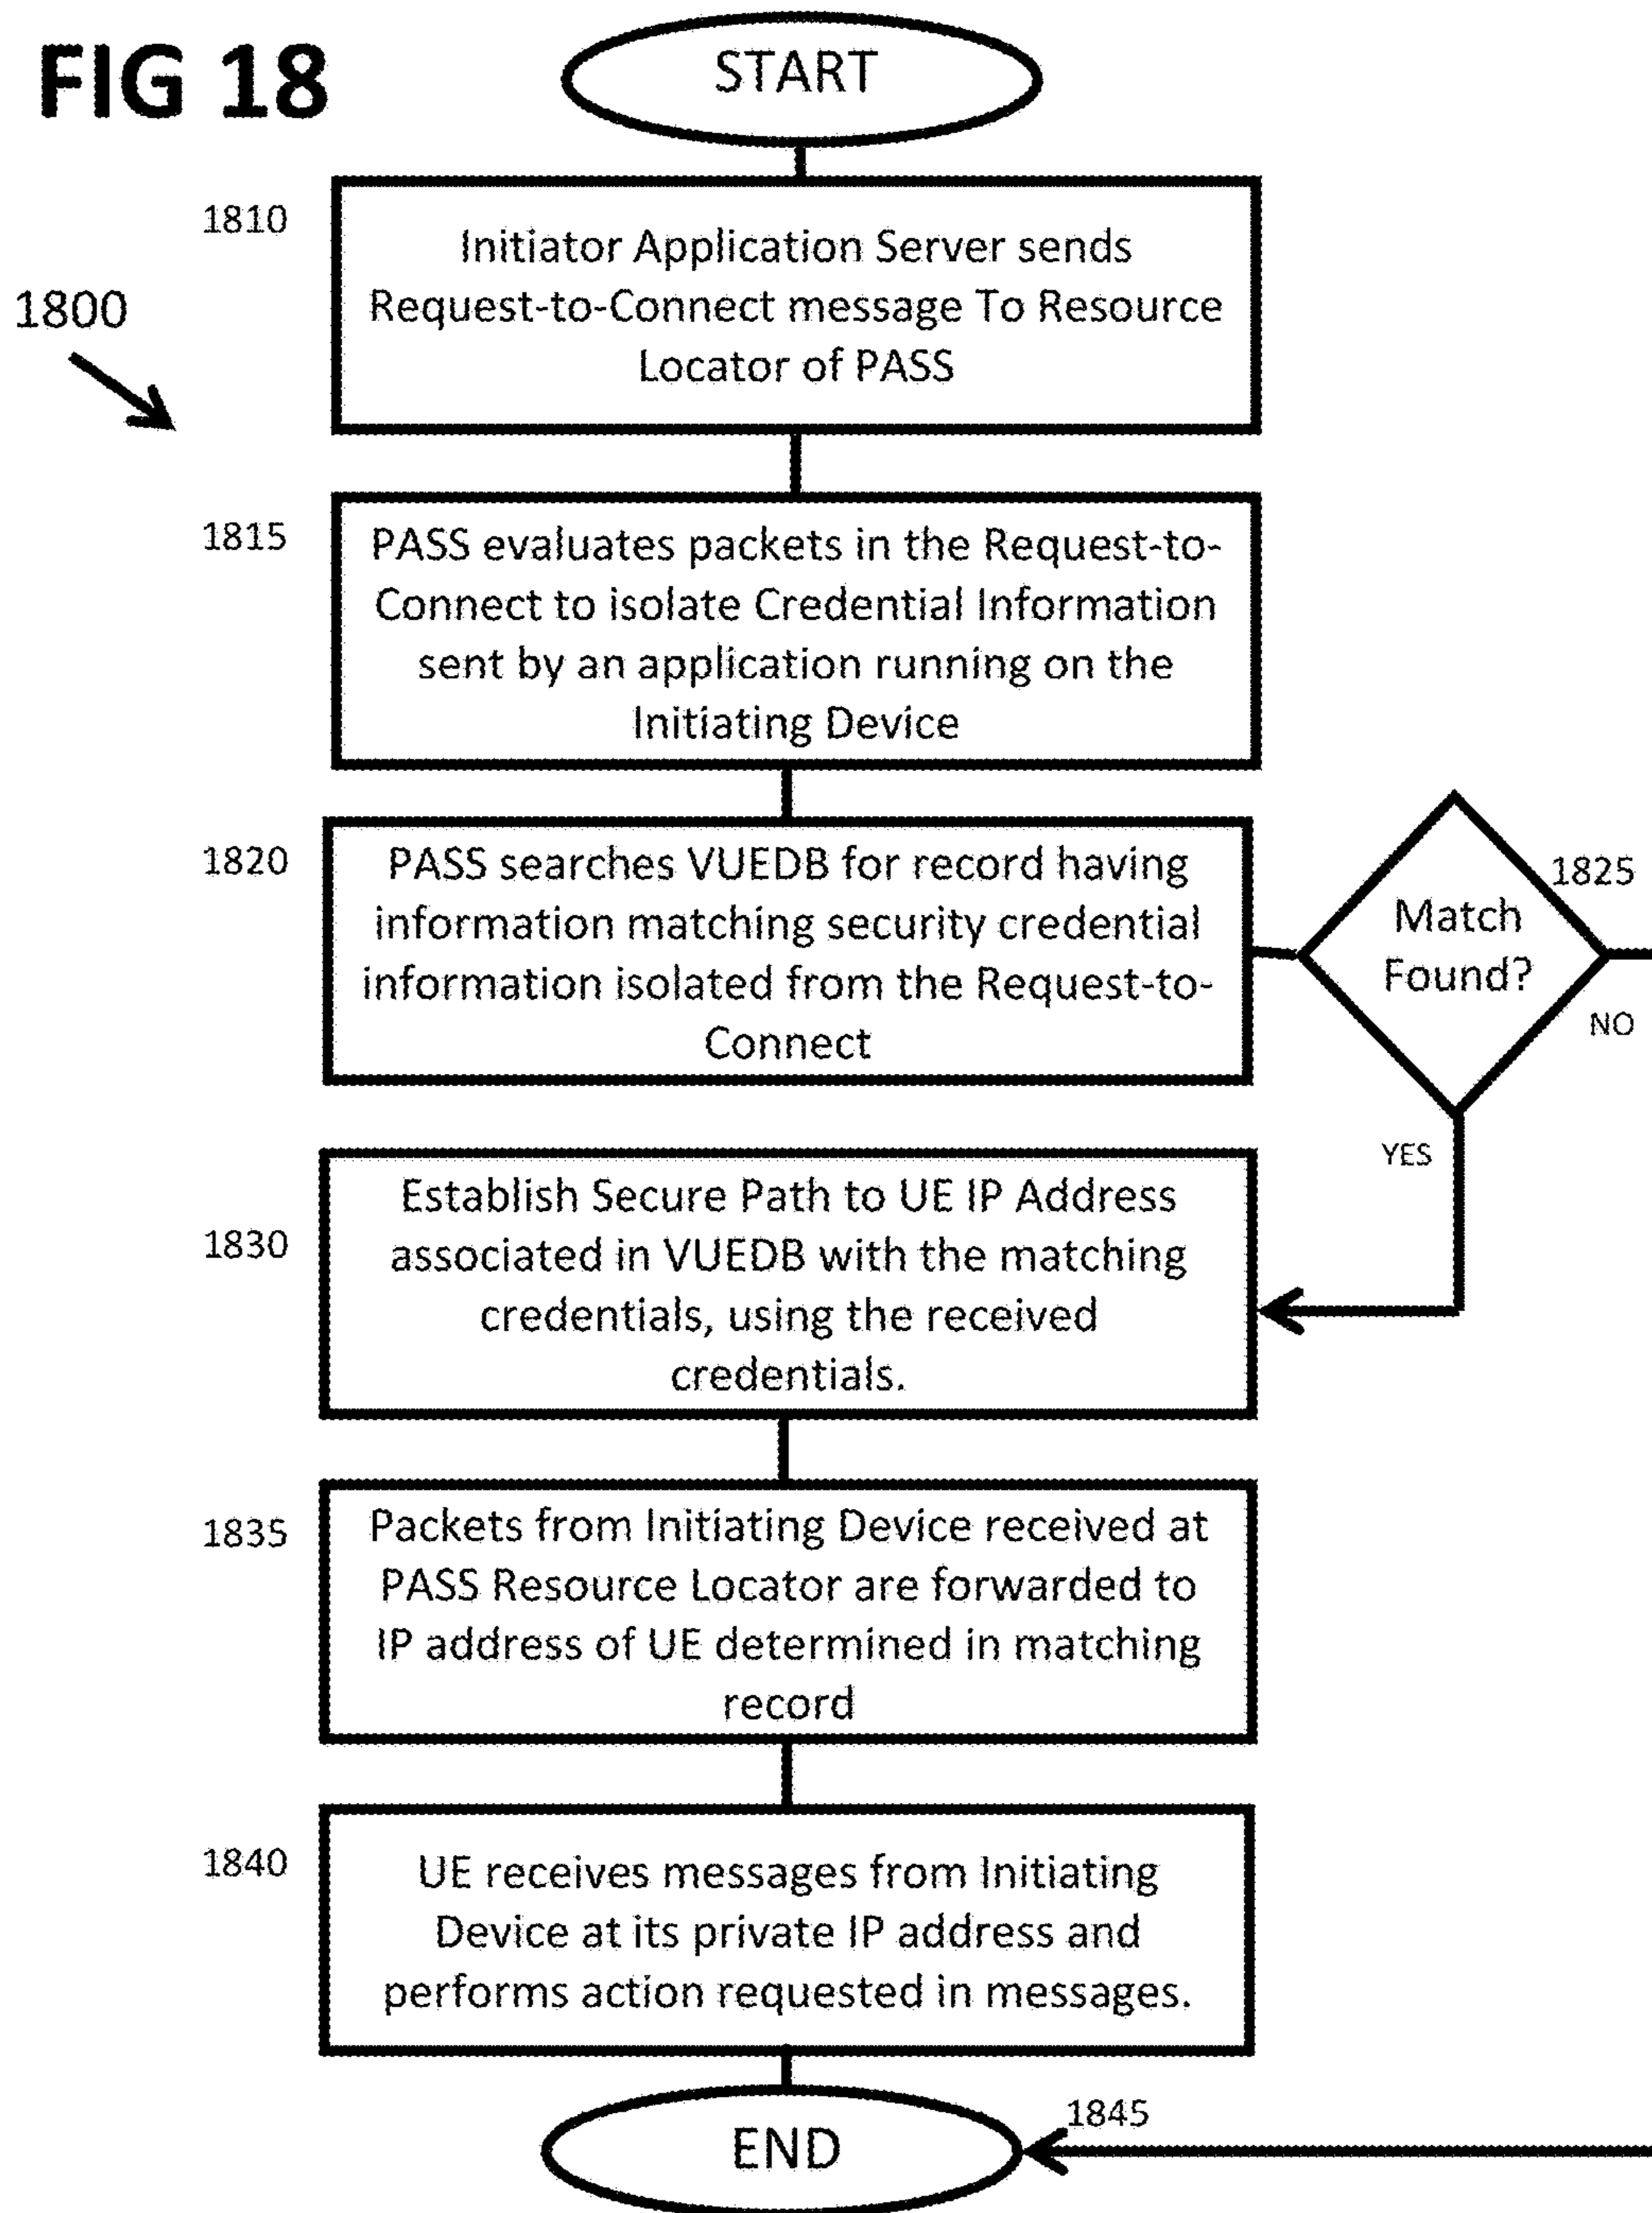 FIG 18
START
1810
Initiator Application Server sends
Request-to-Connect message To Resource
Locator of PASS
1800
1815
PASS evaluates packets in the Request-to-
Connect to isolate Credential Information
sent by an application running on the
Initiating Device
1820
PASS searches VUEDB for record having
information matching security credential
information isolated from the Request-to-
Connect
1825
Match
Found?
NO
YES
1830
Establish Secure Path to UE IP Address
associated in VUEDB with the matching
credentials, using the received
credentials.
1835
Packets from Initiating Device received at
PASS Resource Locator are forwarded to
IP address of UE determined in matching
record
1840
UE receives messages from Initiating
Device at its private IP address and
performs action requested in messages.
1845
END